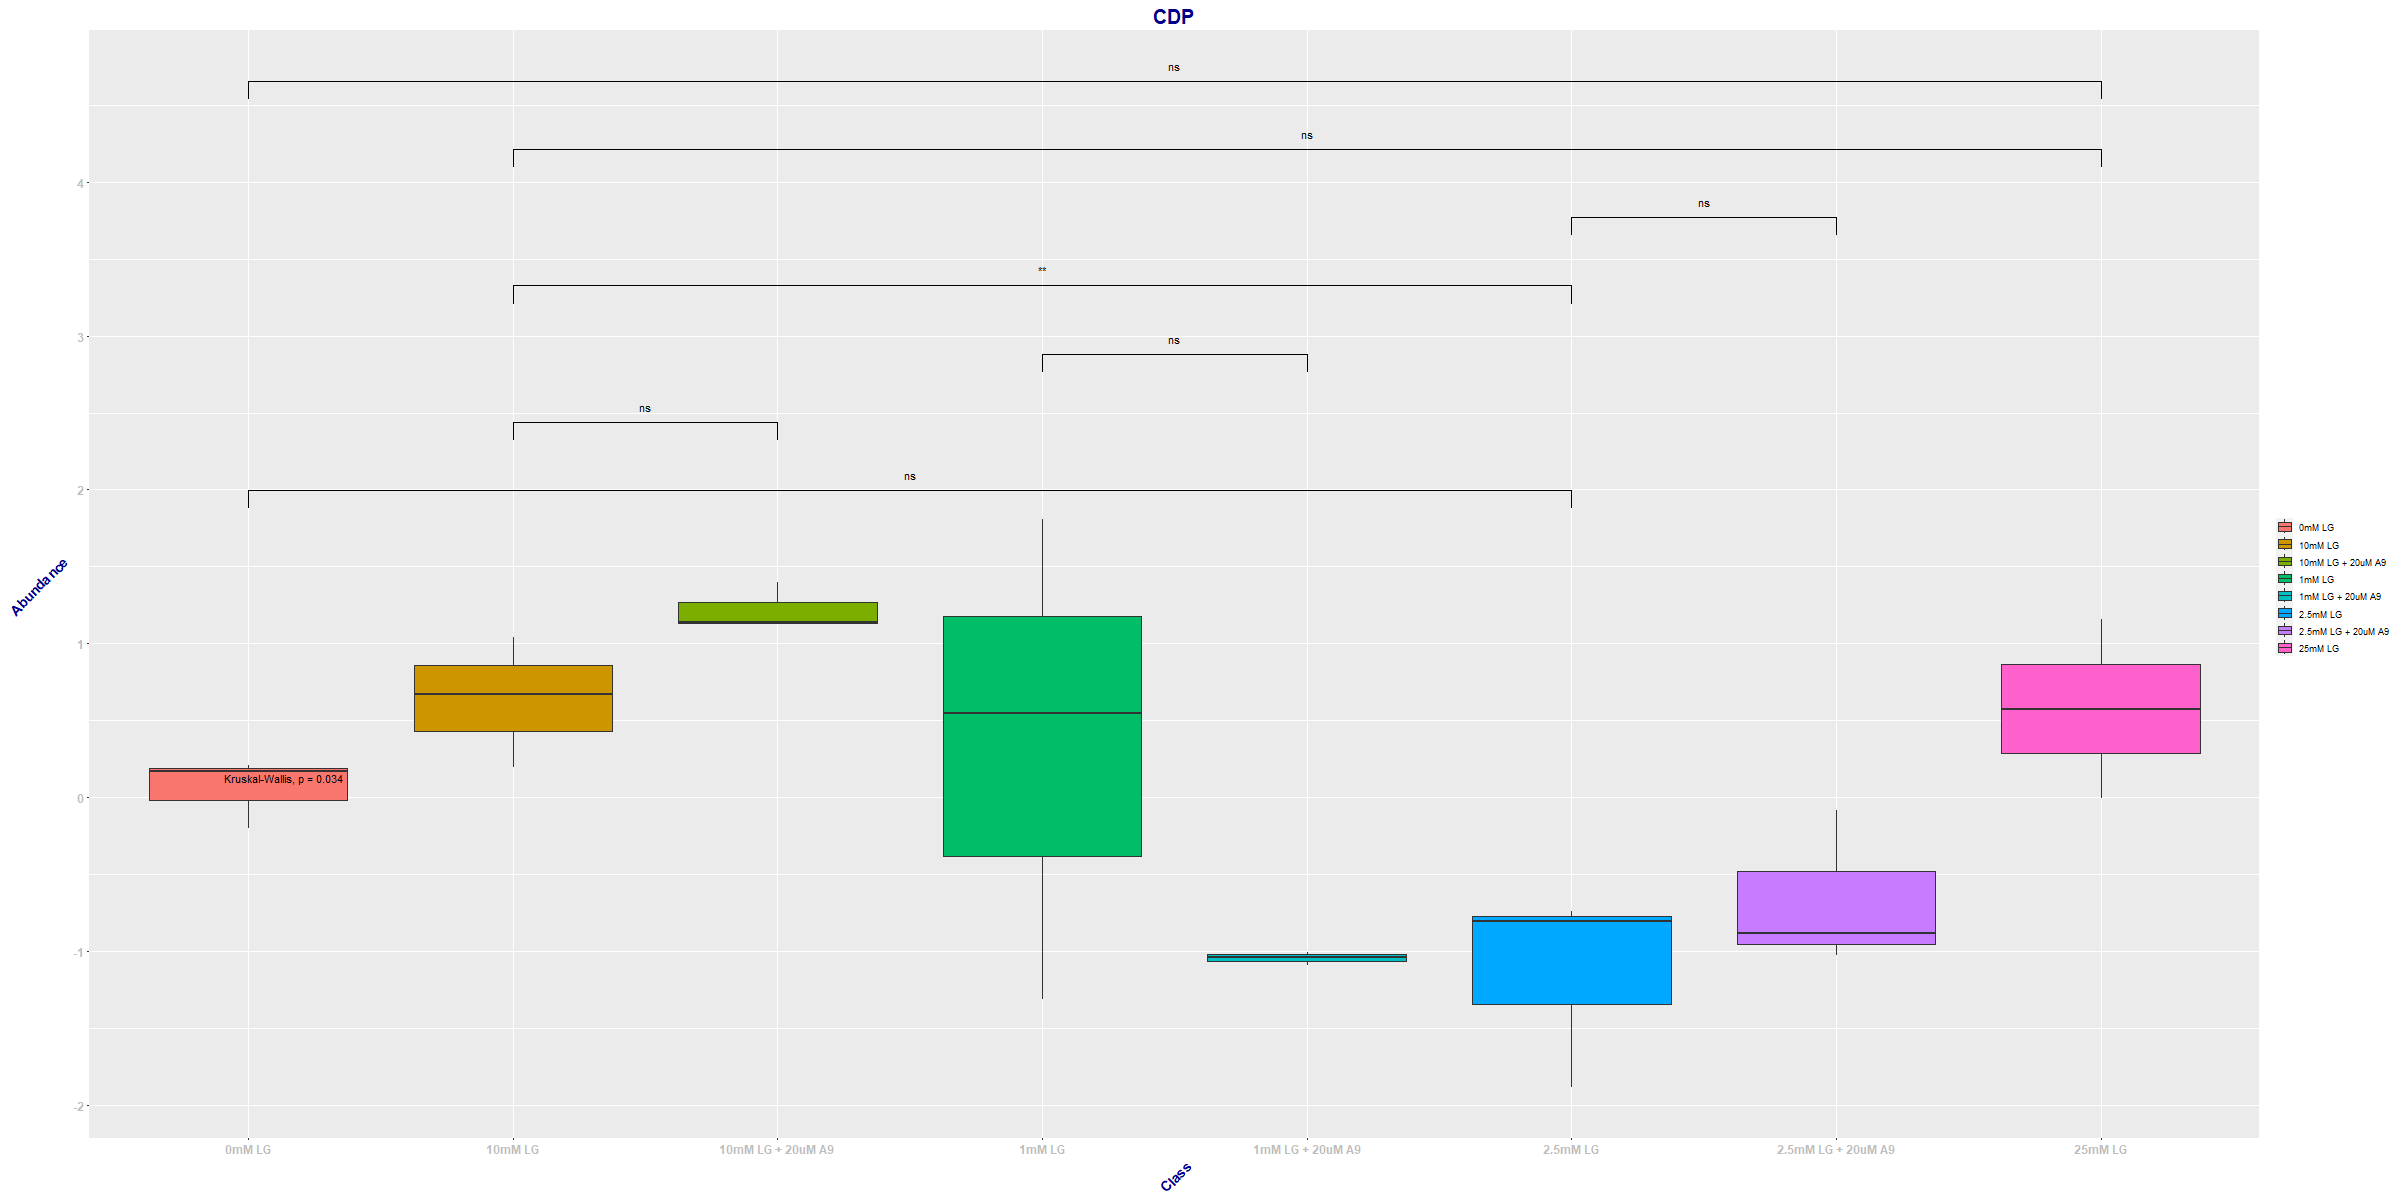 CDP
ns
ns
4
ns
**
3
ns
ns
2
ns
Abundance
1
Kruskal-Wallis, p = 0.034
0
-1
-2
0mM LG
10mM LG
10mM LG + 20uM A9
1mM LG
1mM LG + 20uM A9
2.5mM LG
2.5mM LG + 20uM A9
25mM LG
Class
0mM LG
10mM LG
10mM LG + 20uM A9
1mM LG
1mM LG + 20uM A9
2.5mM LG
2.5mM LG + 20uM A9
25mM LG